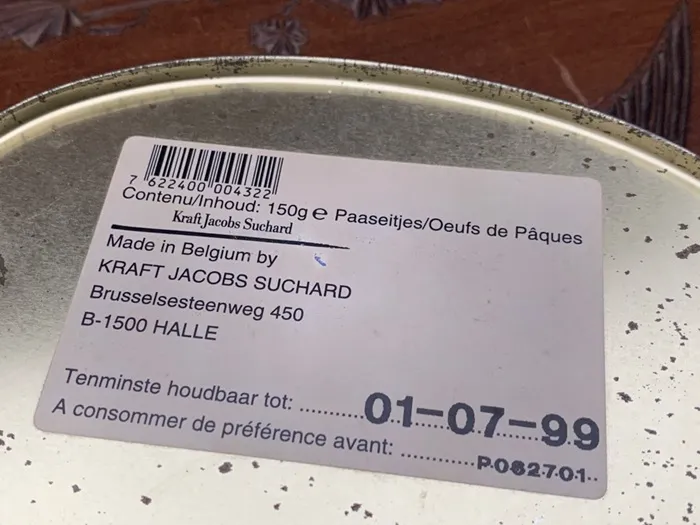 7 622400 004322
Contenu/Inhoud: 150g e Paaseitjes/Oeufs de Pâques
Kraft Jacobs Suchard
Made in Belgium by
KRAFT JACOBS SUCHARD
Brusselsesteenweg 450
B-1500 HALLE
Tenminste houdbaar tot: ...........01-07-99
A consommer de préférence avant: ............P.082701..